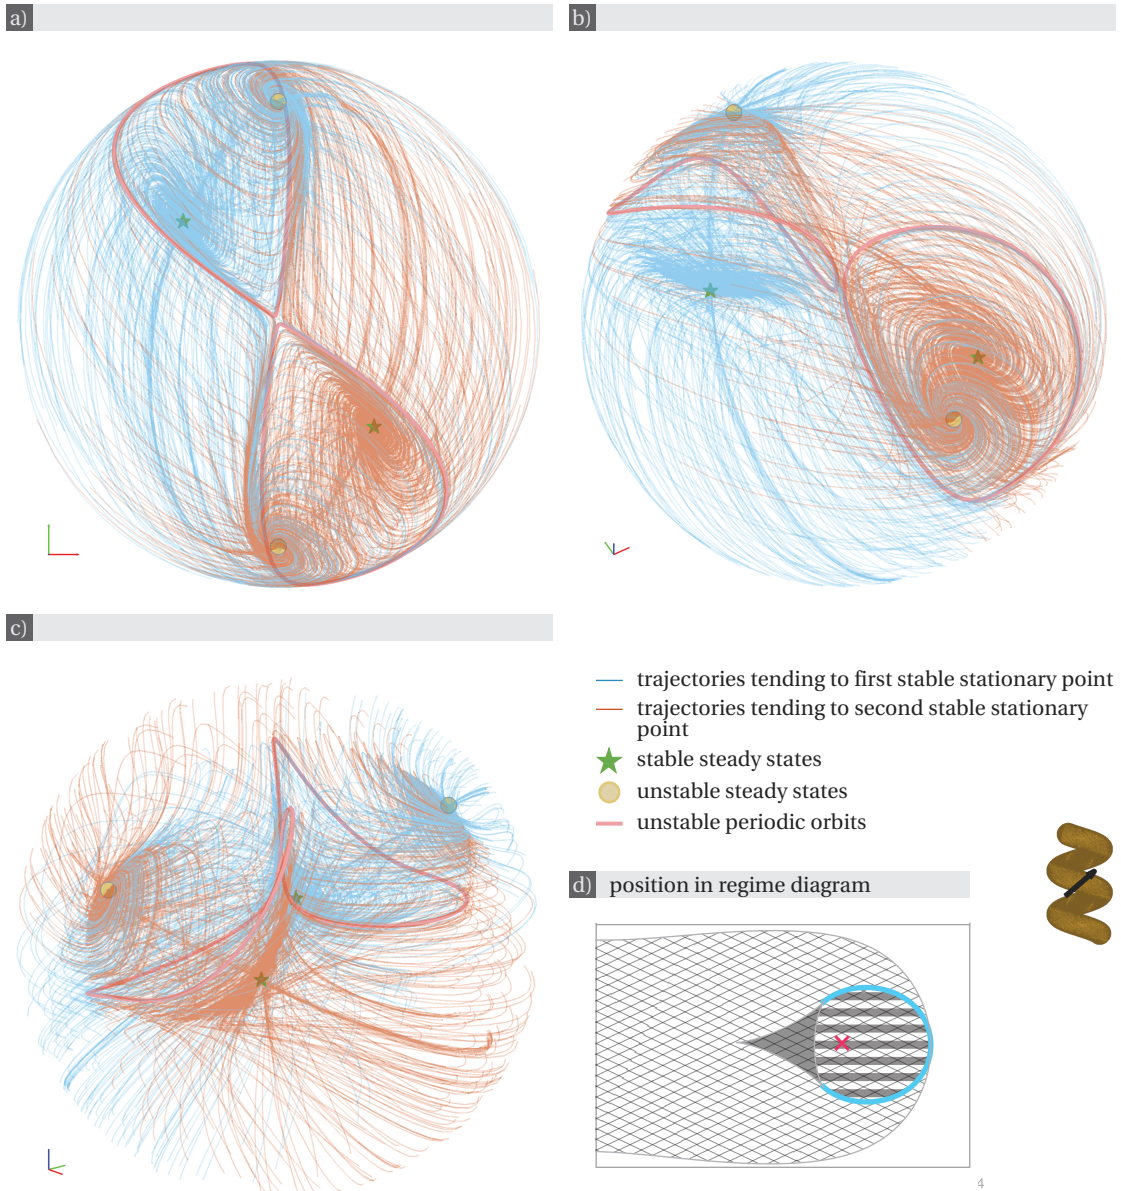 a)
b)
c)
trajectories tending to first stable stationary point
trajectories tending to second stable stationary
point
stable steady states
unstable steady states
unstable periodic orbits
d) position in regime diagram
4